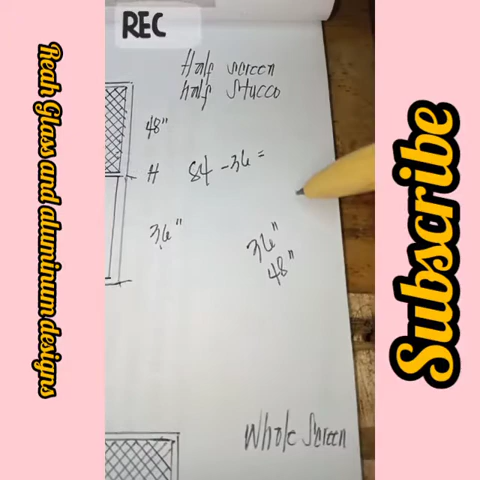 REC
Half screen
half Stucco
48"
H 84 - 36 =
36"
36"
48"
Whole Screen
Reah Glass and aluminum designs
Subscribe